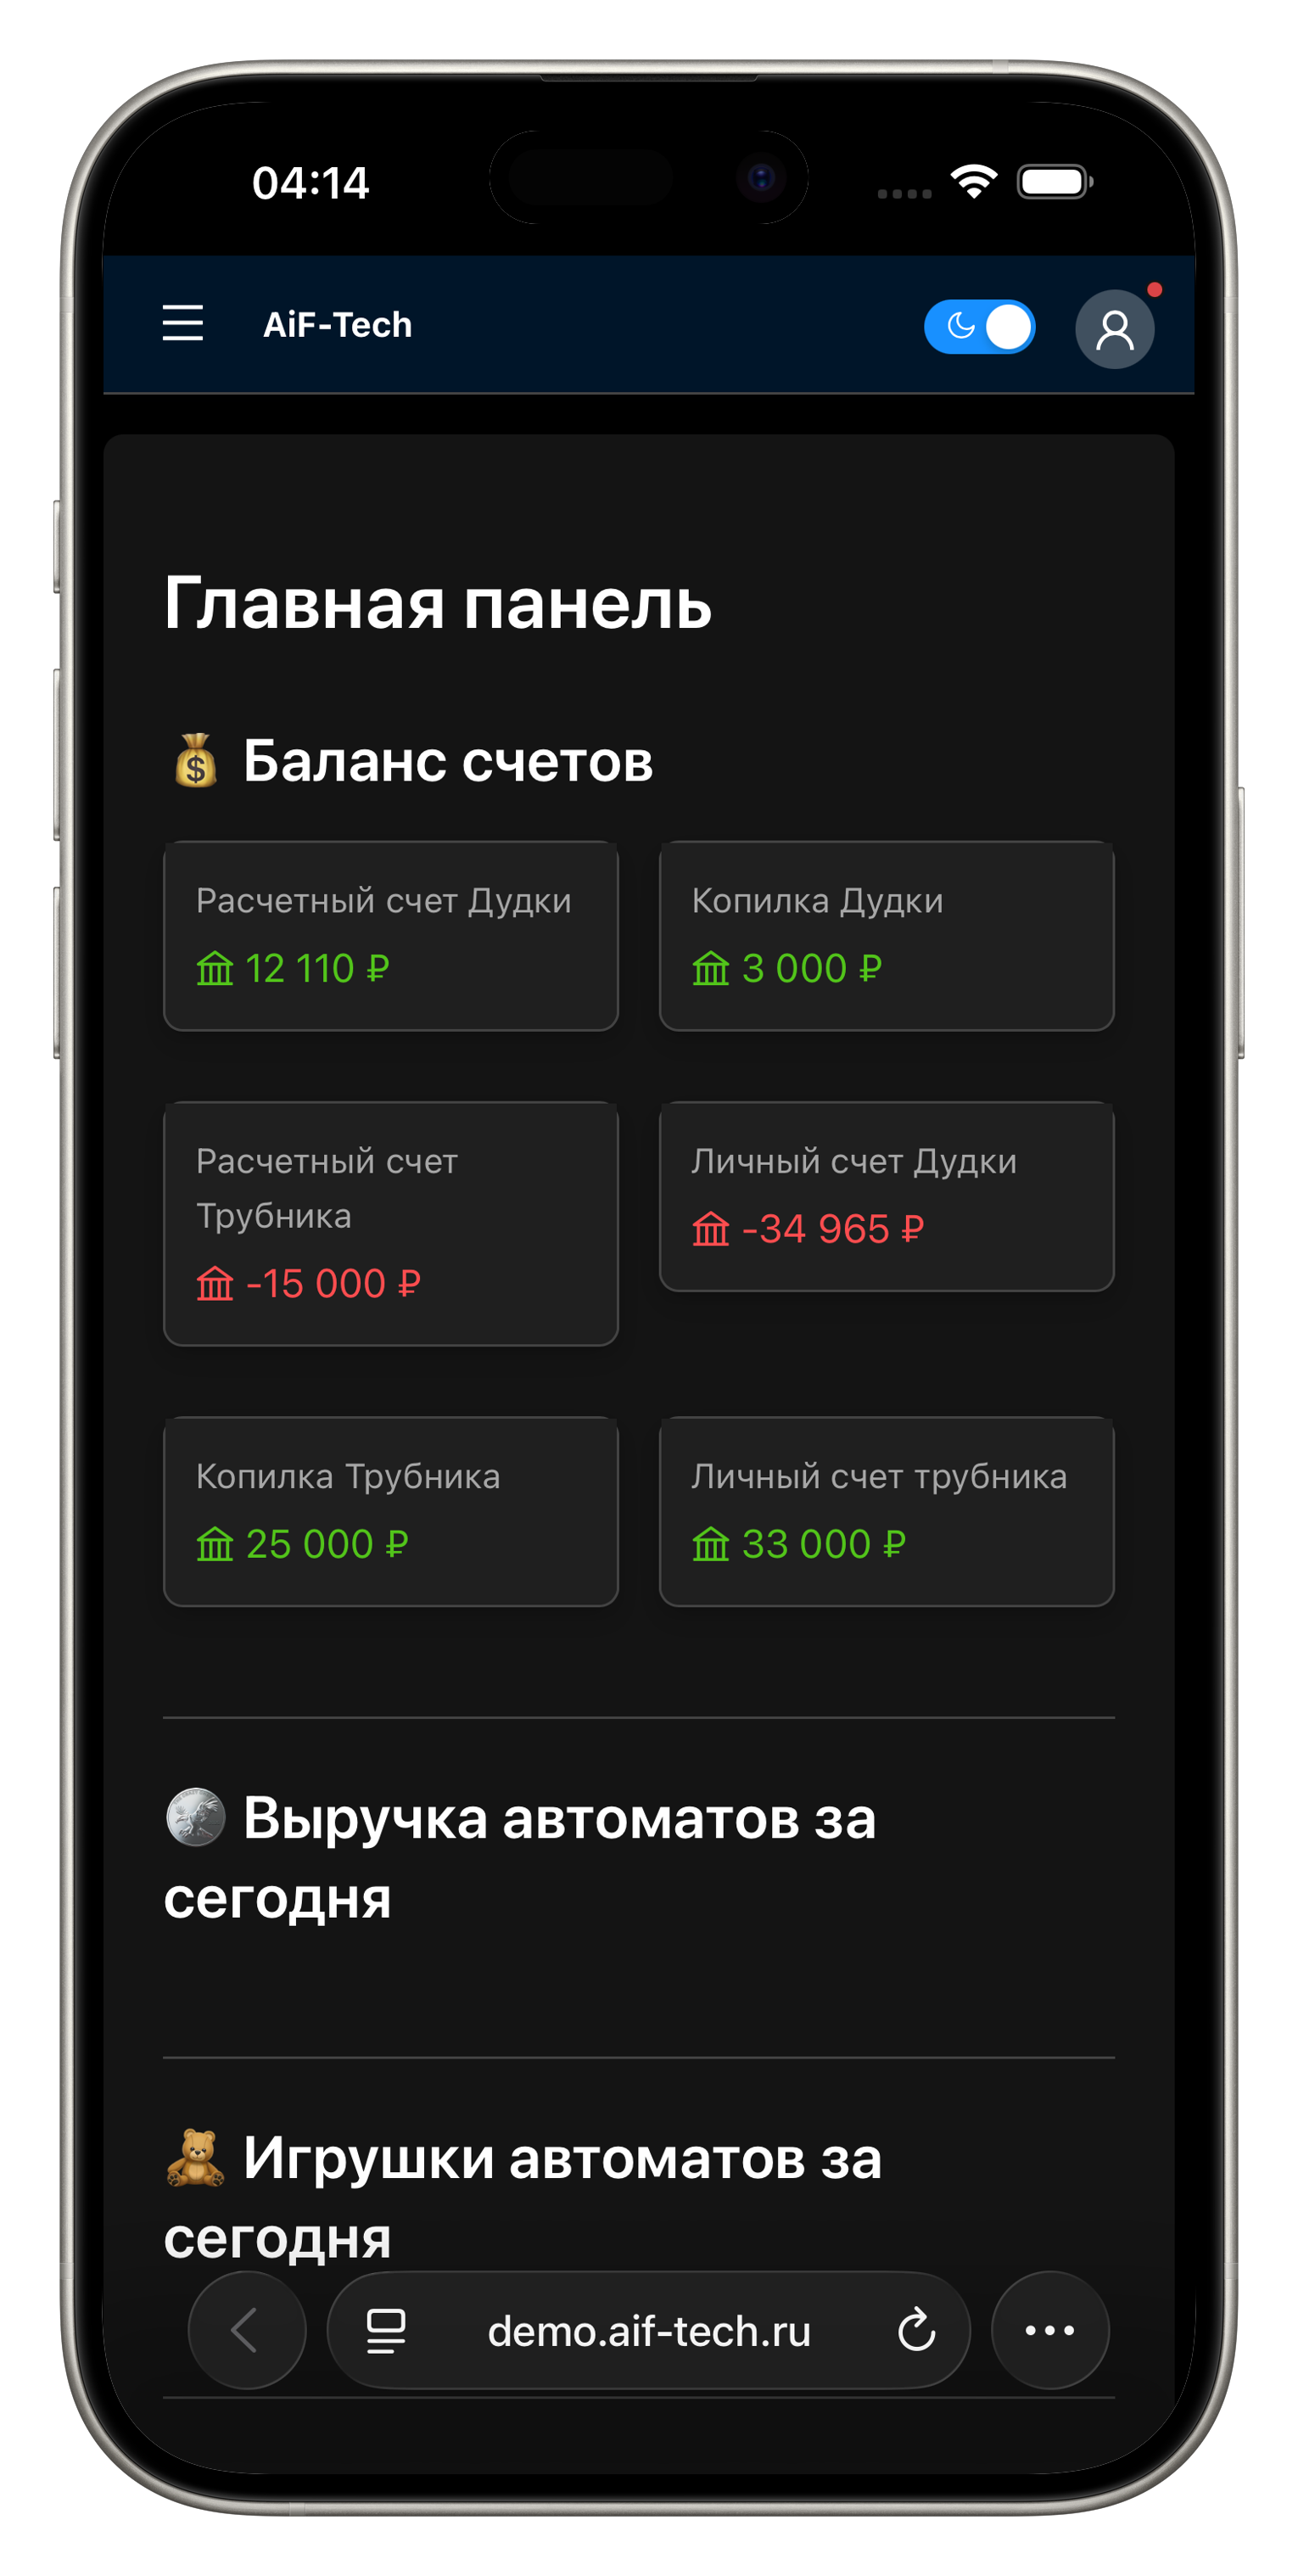 04:14
AiF-Tech
Главная панель
Баланс счетов
Расчетный счет Дудки
12 110 ₽
Копилка Дудки
3 000 ₽
Расчетный счет
Трубника
-15 000 ₽
Личный счет Дудки
-34 965 ₽
Копилка Трубника
25 000 ₽
Личный счет трубника
33 000 ₽
Выручка автоматов за
сегодня
Игрушки автоматов за
сегодня
demo.aif-tech.ru